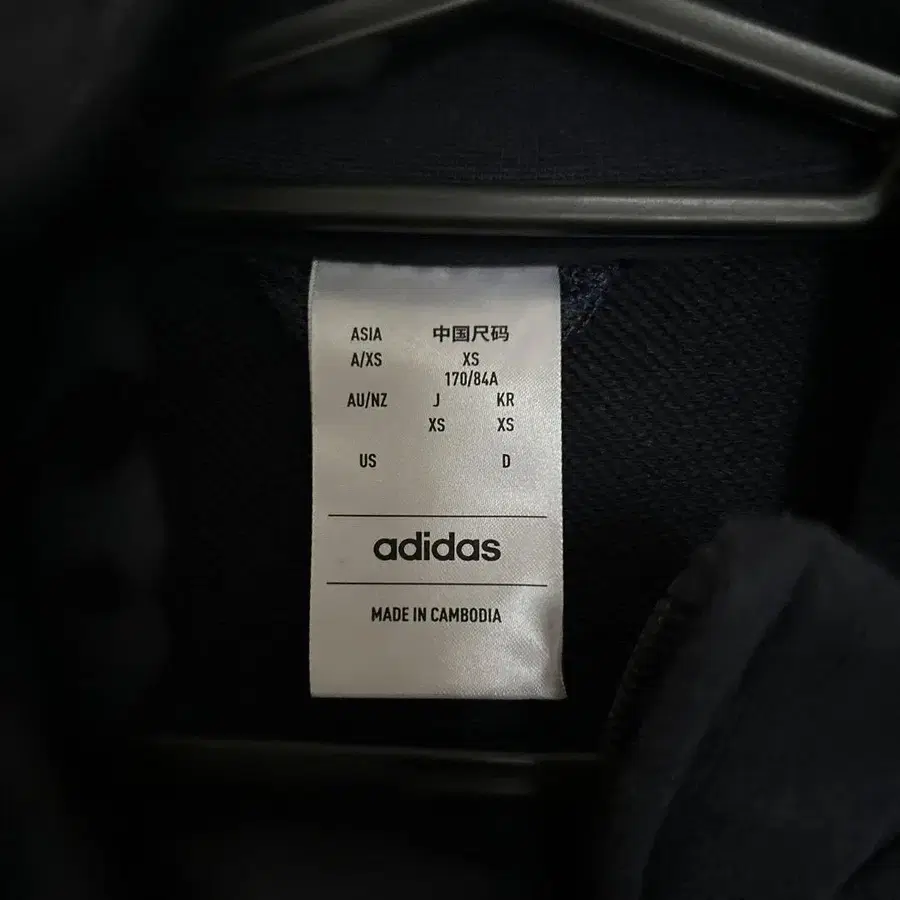 ASIA 中国尺码
A/XS XS
170/84A
AU/NZ J KR
XS XS
US D
adidas
MADE IN CAMBODIA